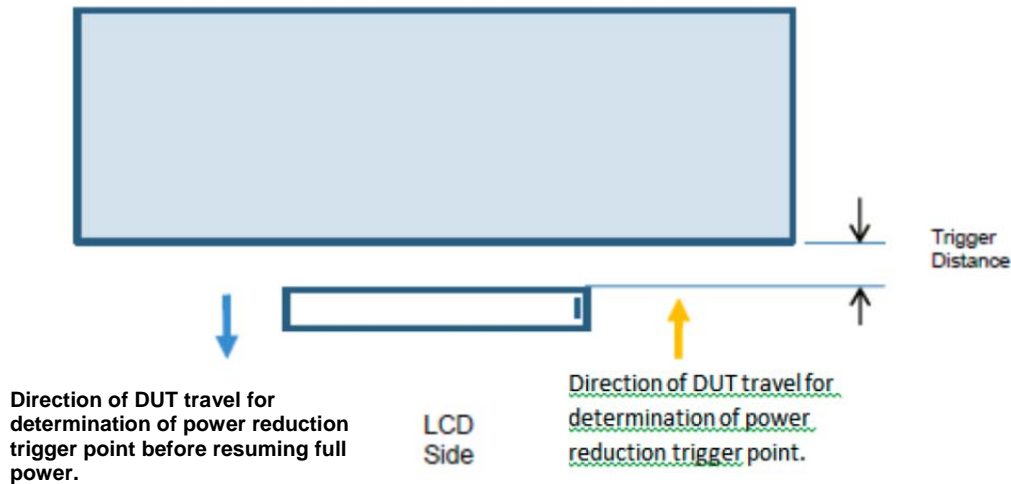 Trigger
Distance
Direction of DUT travel for
determination of power reduction
trigger point before resuming full
power.
LCD
Side
Direction of DUT travel for
determination of power
reduction trigger point.